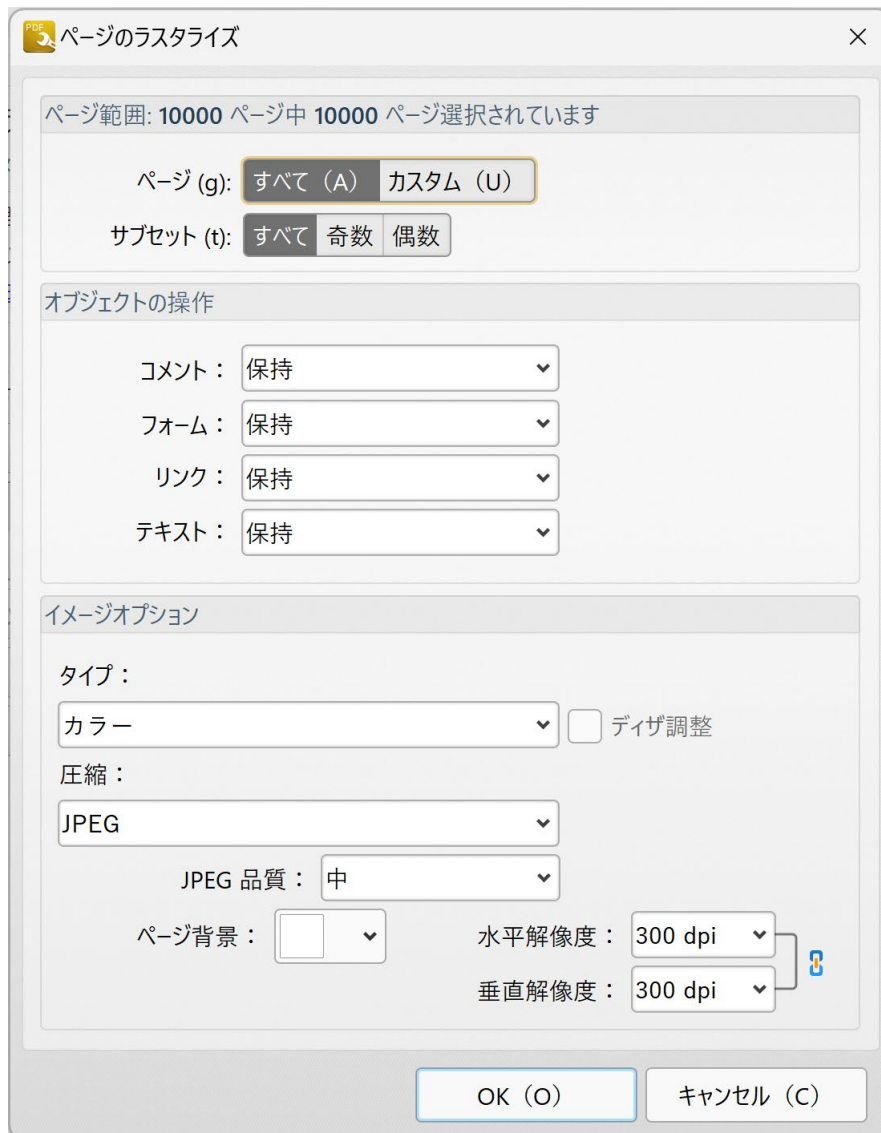 PDF
ページのラスタライズ
ページ範囲: 10000 ページ中 10000 ページ選択されています
ページ (g): すべて（A） カスタム（U）
サブセット (t): すべて 奇数 偶数
オブジェクトの操作
コメント： 保持
フォーム： 保持
リンク： 保持
テキスト： 保持
イメージオプション
タイプ：
カラー ディザ調整
圧縮：
JPEG
JPEG 品質： 中
ページ背景： 水平解像度： 300 dpi
垂直解像度： 300 dpi
OK（O） キャンセル（C）